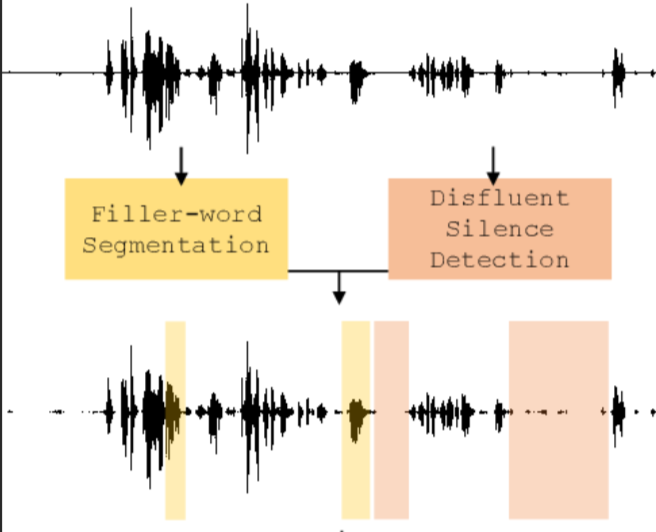 Filler-word
Segmentation
Disfluent
Silence
Detection